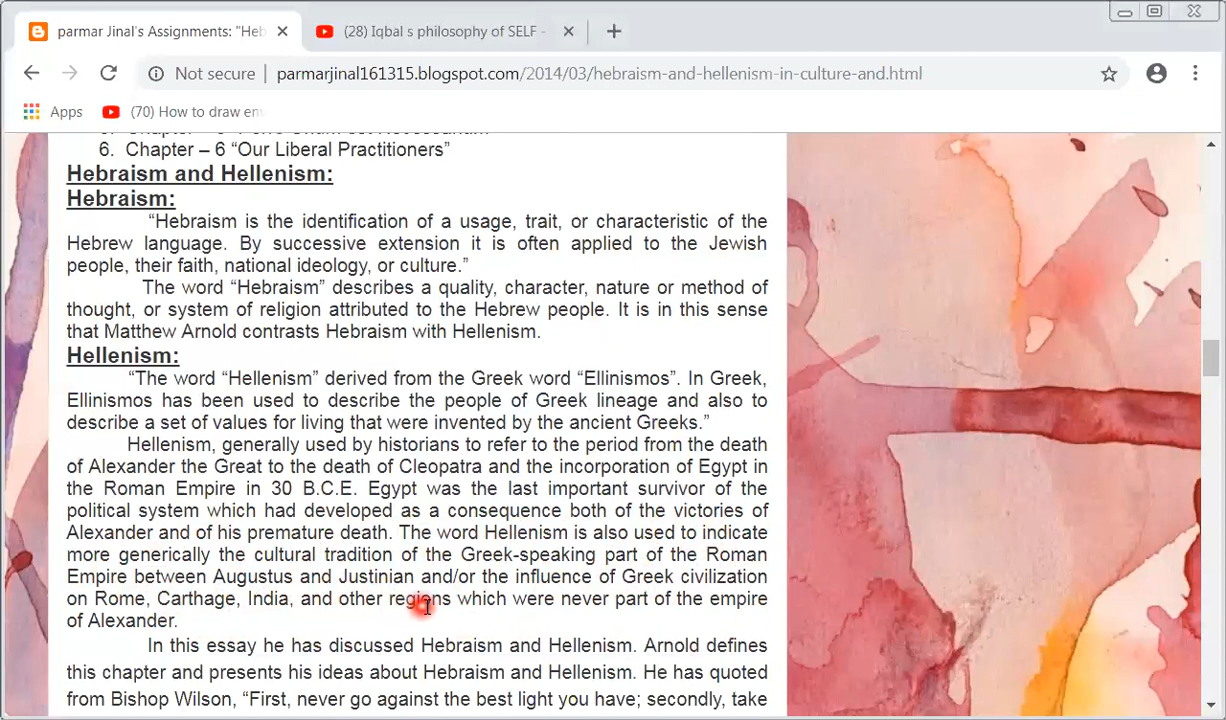 parmar Jinal's Assignments: "Heb
(28) Iqbal s philosophy of SELF -
Not secure
parmarjinal161315.blogspot.com/2014/03/hebraism-and-hellenism-in-culture-and.html
Apps
(70) How to draw env
6. Chapter – 6 “Our Liberal Practitioners”
Hebraism and Hellenism:
Hebraism:
“Hebraism is the identification of a usage, trait, or characteristic of the
Hebrew language. By successive extension it is often applied to the Jewish
people, their faith, national ideology, or culture.”
The word “Hebraism” describes a quality, character, nature or method of
thought, or system of religion attributed to the Hebrew people. It is in this sense
that Matthew Arnold contrasts Hebraism with Hellenism.
Hellenism:
“The word “Hellenism” derived from the Greek word “Ellinismos”. In Greek,
Ellinismos has been used to describe the people of Greek lineage and also to
describe a set of values for living that were invented by the ancient Greeks.”
Hellenism, generally used by historians to refer to the period from the death
of Alexander the Great to the death of Cleopatra and the incorporation of Egypt in
the Roman Empire in 30 B.C.E. Egypt was the last important survivor of the
political system which had developed as a consequence both of the victories of
Alexander and of his premature death. The word Hellenism is also used to indicate
more generically the cultural tradition of the Greek-speaking part of the Roman
Empire between Augustus and Justinian and/or the influence of Greek civilization
on Rome, Carthage, India, and other regions which were never part of the empire
of Alexander.
In this essay he has discussed Hebraism and Hellenism. Arnold defines
this chapter and presents his ideas about Hebraism and Hellenism. He has quoted
from Bishop Wilson, “First, never go against the best light you have; secondly, take